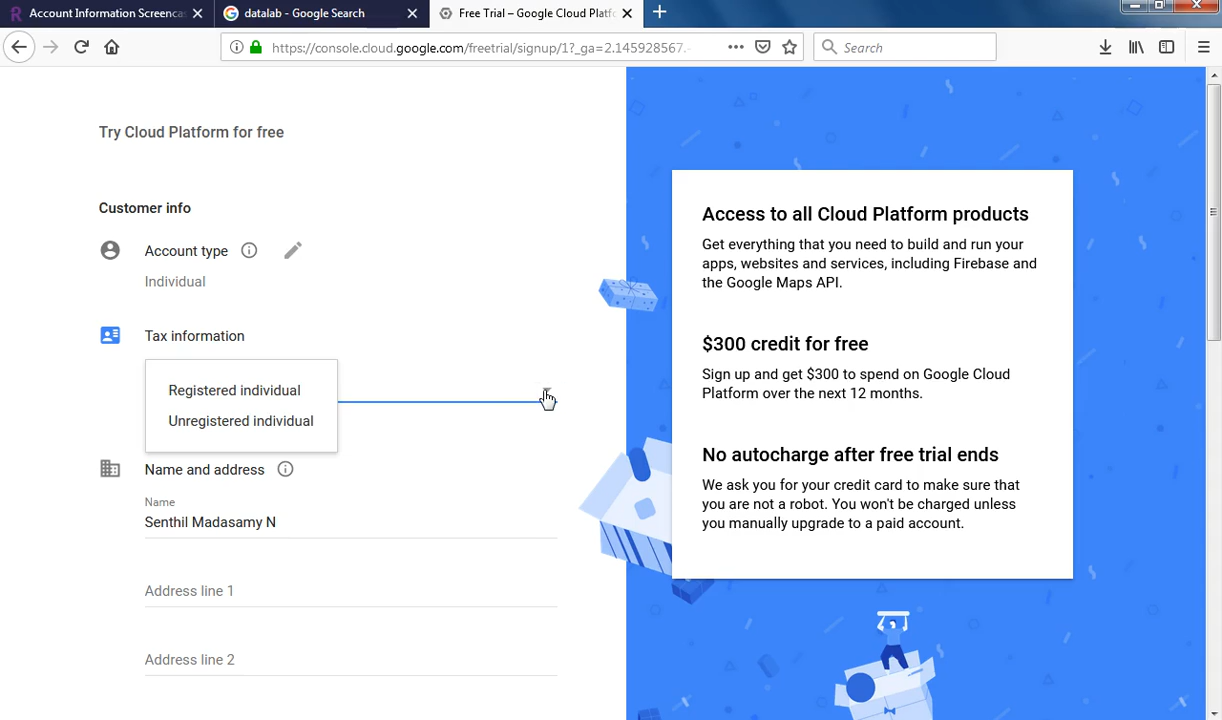 Account Information Screencas
datalab - Google Search
Free Trial – Google Cloud Platfo
https://console.cloud.google.com/freetrial/signup/1?_ga=2.145928567.
Search
Try Cloud Platform for free
Customer info
Account type
Individual
Tax information
Registered individual
Unregistered individual
Name and address
Name
Senthil Madasamy N
Address line 1
Address line 2
Access to all Cloud Platform products
Get everything that you need to build and run your
apps, websites and services, including Firebase and
the Google Maps API.
$300 credit for free
Sign up and get $300 to spend on Google Cloud
Platform over the next 12 months.
No autocharge after free trial ends
We ask you for your credit card to make sure that
you are not a robot. You won't be charged unless
you manually upgrade to a paid account.